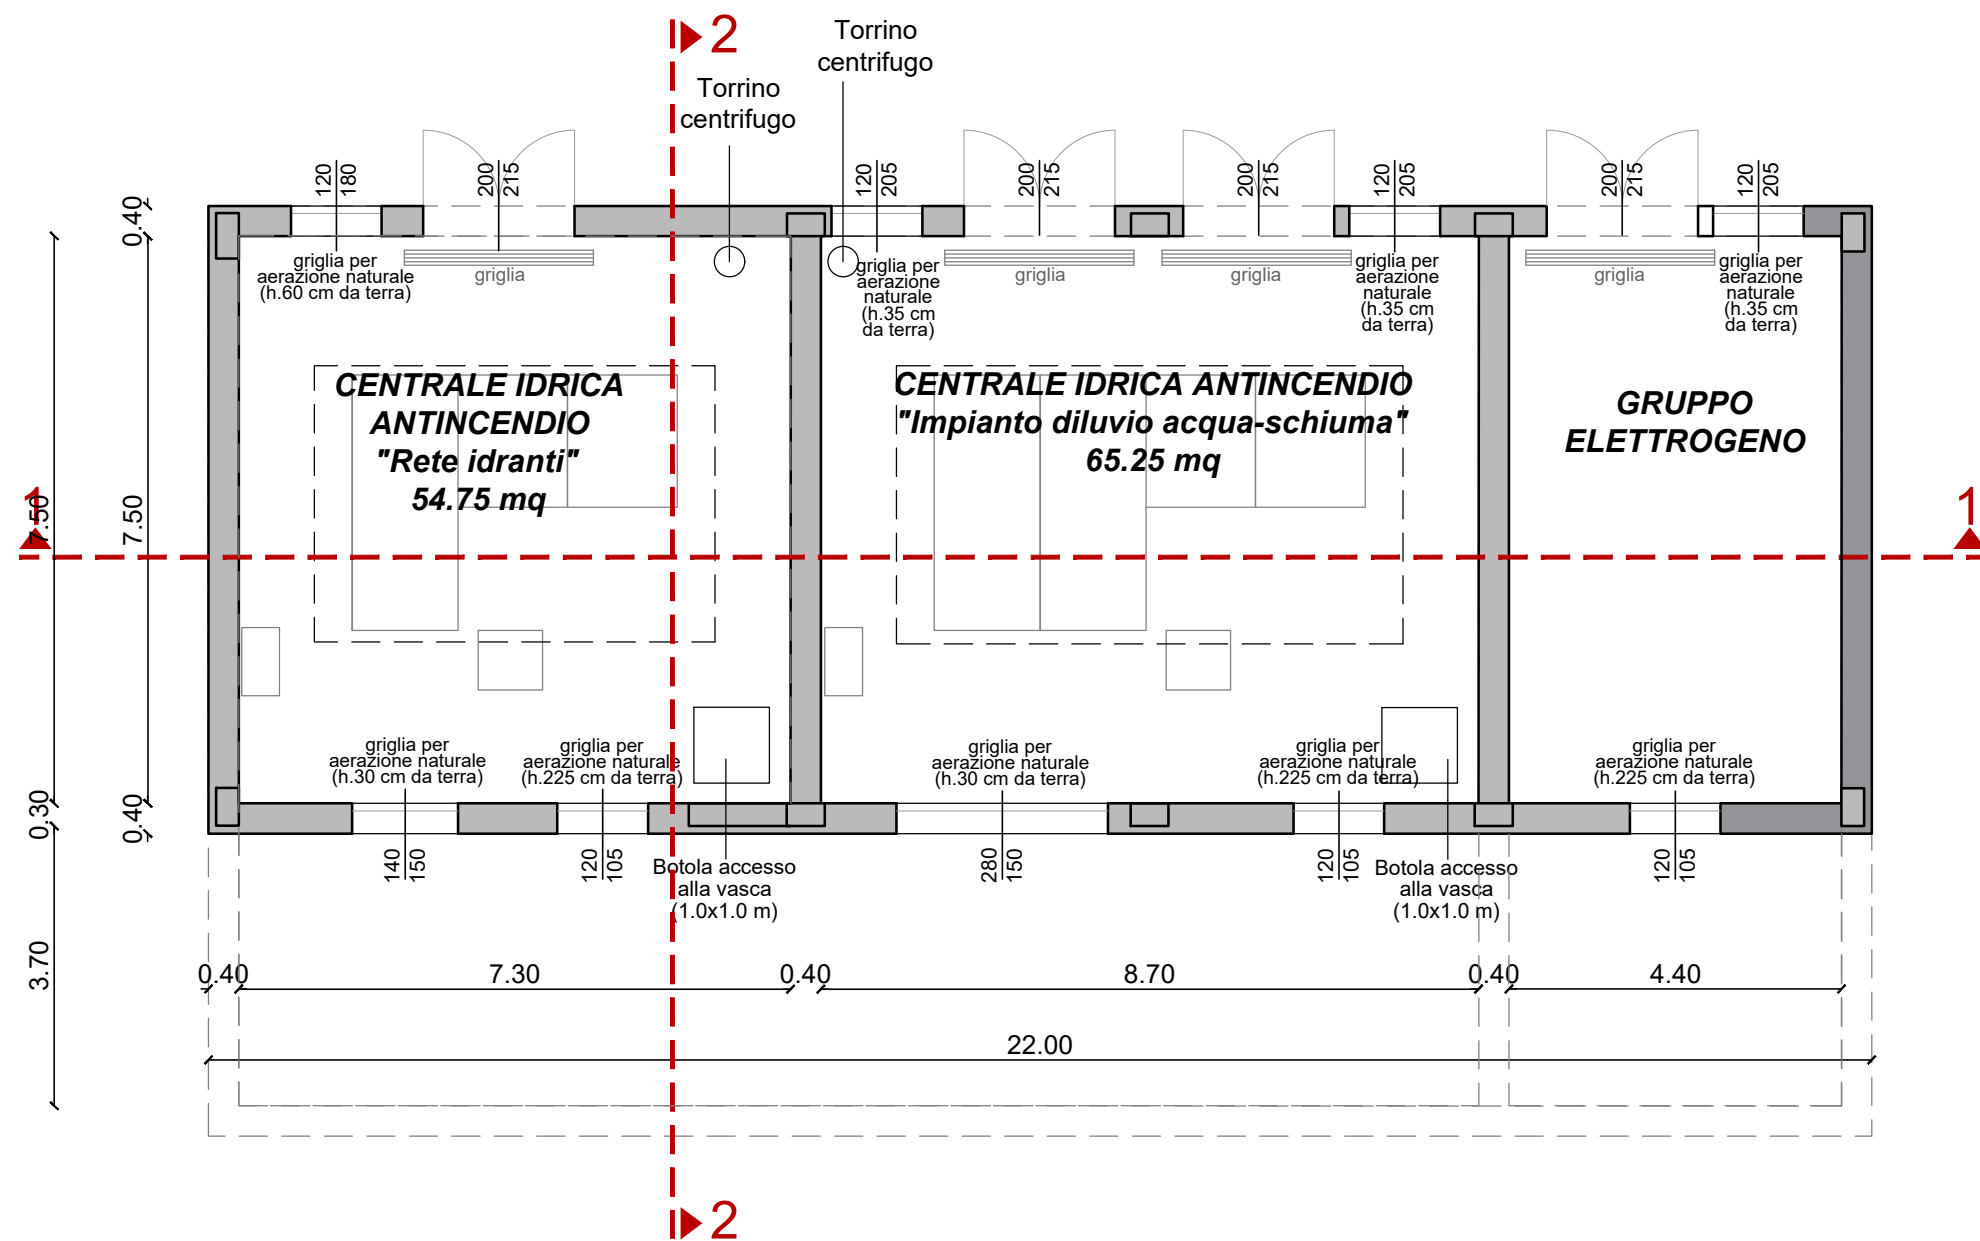 2
Torrino
centrifugo
Torrino
centrifugo
120
180
200
215
120
205
200
215
200
215
120
205
200
215
120
205
0.40
griglia per
aerazione naturale
(h.60 cm da terra)
griglia
griglia per
aerazione
naturale
(h.35 cm
da terra)
griglia
griglia
griglia per
aerazione
naturale
(h.35 cm
da terra)
griglia
griglia per
aerazione
naturale
(h.35 cm
da terra)
CENTRALE IDRICA
ANTINCENDIO
"Rete idranti"
54.75 mq
CENTRALE IDRICA ANTINCENDIO
"Impianto diluvio acqua-schiuma"
65.25 mq
GRUPPO
ELETTROGENO
1
7.50
7.50
1
griglia per
aerazione naturale
(h.30 cm da terra)
griglia per
aerazione naturale
(h.225 cm da terra)
griglia per
aerazione naturale
(h.30 cm da terra)
griglia per
aerazione naturale
(h.225 cm da terra)
griglia per
aerazione naturale
(h.225 cm da terra)
0.30
0.40
140
150
120
105
Botola accesso
alla vasca
(1.0x1.0 m)
280
150
120
105
Botola accesso
alla vasca
(1.0x1.0 m)
120
105
3.70
0.40
7.30
0.40
8.70
0.40
4.40
22.00
2